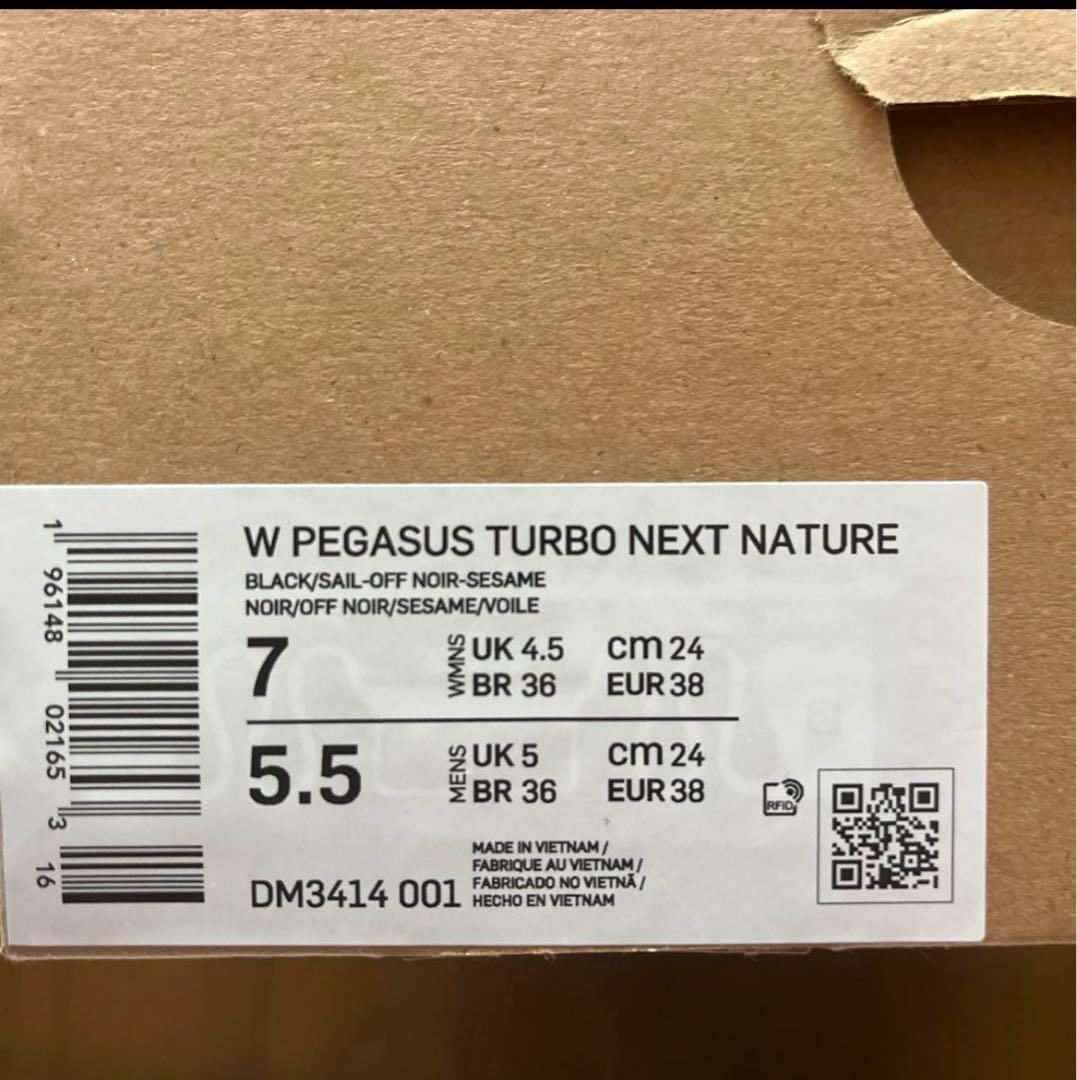 W PEGASUS TURBO NEXT NATURE
BLACK/SAIL-OFF NOIR-SESAME
NOIR/OFF NOIR/SESAME/VOILE
7 WMNS UK 4.5 cm 24
BR 36 EUR 38
5.5 MENS UK 5 cm 24
BR 36 EUR 38
RFID
MADE IN VIETNAM /
FABRIQUE AU VIETNAM /
FABRICADO NO VIETNÃ /
HECHO EN VIETNAM
DM3414 001
1 96148 02165 3 16